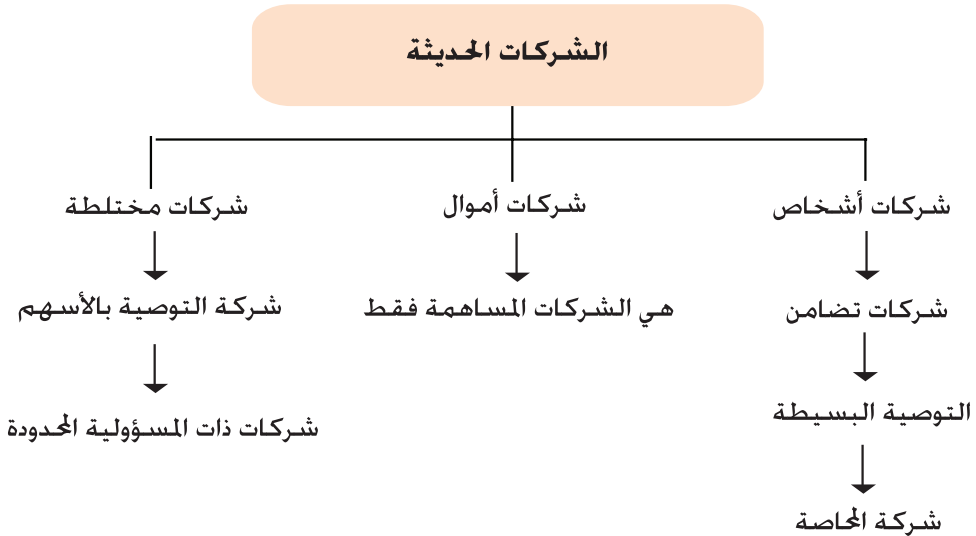 الشركات الحديثة
شركات أشخاص
شركات أموال
شركات مختلطة
شركات تضامن
هي الشركات المساهمة فقط
شركة التوصية بالأسهم
التوصية البسيطة
شركات ذات المسؤولية المحدودة
شركة المحاصة